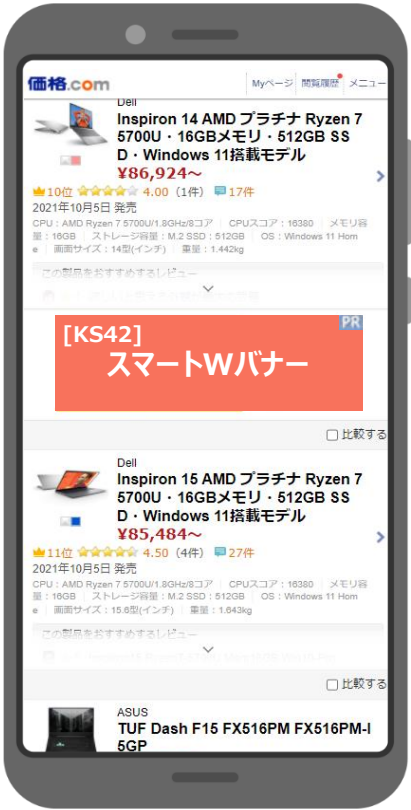 価格.com
Myページ 閲覧履歴 メニュー
Dell
Inspiron 14 AMD プラチナ Ryzen 7
5700U・16GBメモリ・512GB SS
D・Windows 11搭載モデル
¥86,924～
10位 4.00 (1件) 17件
2021年10月5日 発売
CPU：AMD Ryzen 7 5700U/1.8GHz/8コア CPUスコア：16380 メモリ容
量：16GB ストレージ容量：M.2 SSD：512GB OS：Windows 11 Hom
e 画面サイズ：14型(インチ) 重量：1.442kg
この製品をおすすめするレビュー
PR
[KS42]
スマートWバナー
比較する
Dell
Inspiron 15 AMD プラチナ Ryzen 7
5700U・16GBメモリ・512GB SS
D・Windows 11搭載モデル
¥85,484～
11位 4.50 (4件) 27件
2021年10月5日 発売
CPU：AMD Ryzen 7 5700U/1.8GHz/8コア CPUスコア：16380 メモリ容
量：16GB ストレージ容量：M.2 SSD：512GB OS：Windows 11 Hom
e 画面サイズ：15.6型(インチ) 重量：1.643kg
この製品をおすすめするレビュー
比較する
ASUS
TUF Dash F15 FX516PM FX516PM-I
5GP